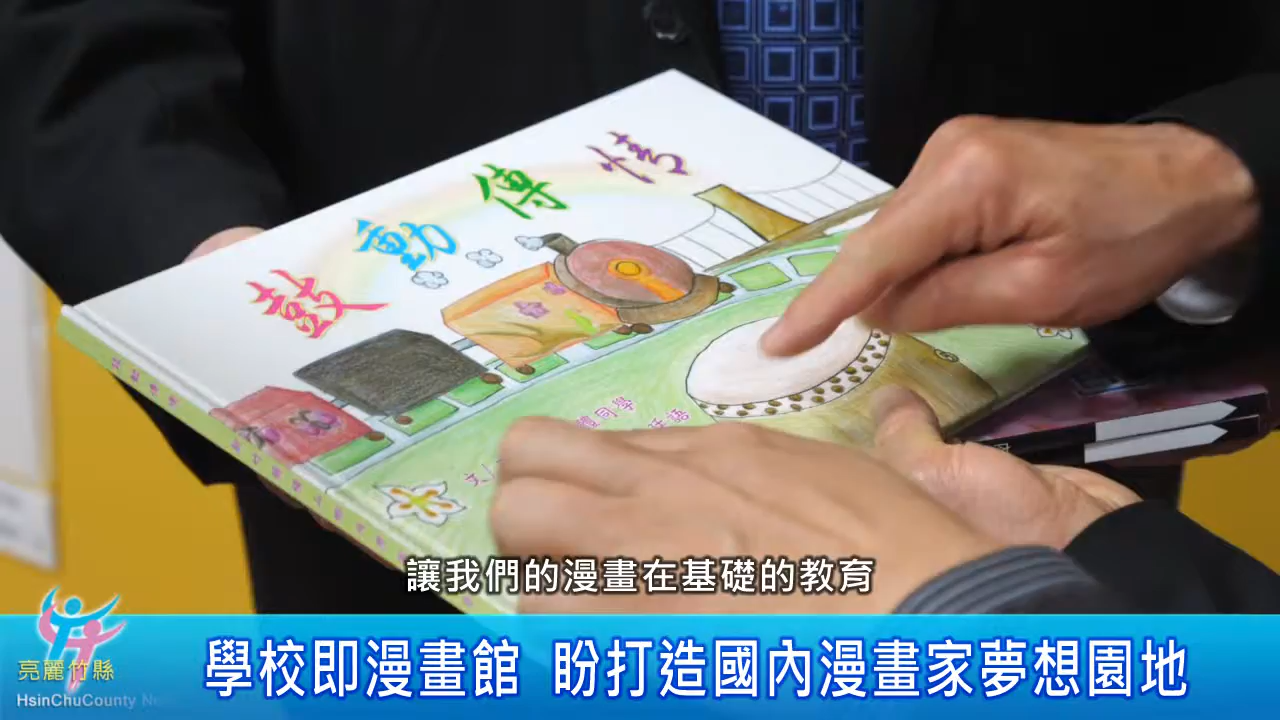 鼓動傳情
同學
讓我們的漫畫在基礎的教育
學校即漫畫館 盼打造國內漫畫家夢想園地
亮麗竹縣
HsinChuCounty